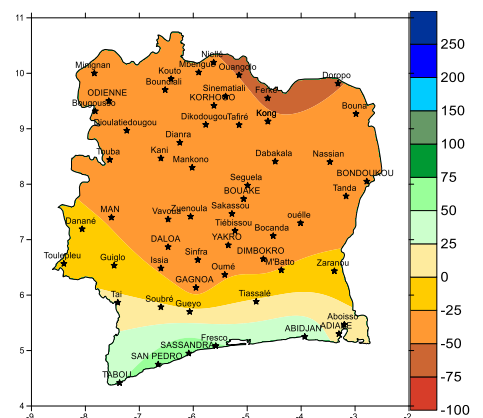 11
10
9
8
7
6
5
4
-9
-8
-7
-6
-5
-4
-3
-2
Niellé
Minignan
Mbengué
Ouangolo
Kouto
Doropo
Boundiali
Sinematiali
Ferké
ODIENNE
KORHOGO
Bougousso
Bouna
Dikodougou
Tafiré
Kong
Dioulatiedougou
Dianra
Touba
Kani
Mankono
Dabakala
Nassian
BONDOUKOU
Seguela
BOUAKE
Tanda
MAN
Vavoua
Zuenoula
Sakassou
ouélle
Danané
Tiébissou
Bocanda
DALOA
YAKRO
Toulepleu
Guiglo
Issia
Sinfra
DIMBOKRO
M'Batto
Zaranou
Oumé
GAGNOA
Tai
Soubré
Gueyo
Tiassalé
Aboisso
ADIAKE
ABIDJAN
Fresco
SASSANDRA
SAN PEDRO
TABOU
250
200
150
100
75
50
25
0
-25
-50
-75
-100